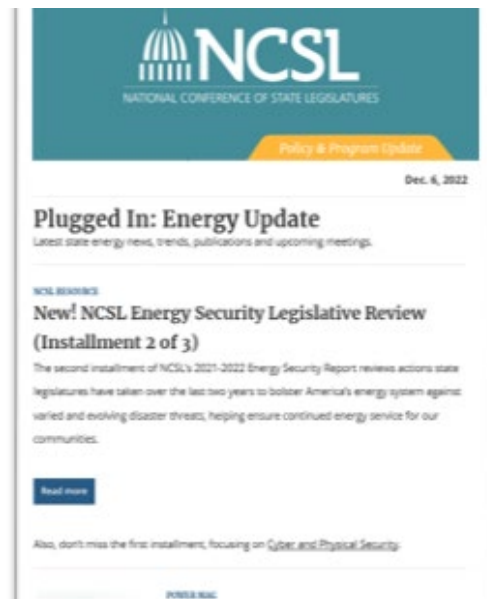 NCSL
NATIONAL CONFERENCE OF STATE LEGISLATURES
Policy & Program Update
Dec. 6, 2022
Plugged In: Energy Update
Latest state energy news, trends, publications and upcoming meetings.
NCSL RESOURCE
New! NCSL Energy Security Legislative Review
(Installment 2 of 3)
The second installment of NCSL's 2021-2022 Energy Security Report reviews actions state
legislatures have taken over the last two years to bolster America's energy system against
varied and evolving disaster threats, helping ensure continued energy service for our
communities.
Read more
Also, don't miss the first installment, focusing on Cyber and Physical Security.
POWER MAG